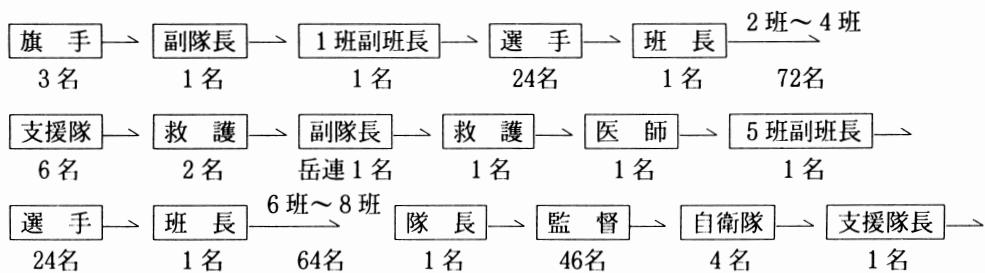 2班～4班
旗 手 → 副隊長 → 1班副班長 → 選 手 → 班 長 →
3名 1名 1名 24名 1名 72名
支援隊 → 救 護 → 副隊長 → 救 護 → 医 師 → 5班副班長 →
6名 2名 岳連1名 1名 1名 1名
6班～8班
選 手 → 班 長 → 隊 長 → 監 督 → 自衛隊 → 支援隊長 →
24名 1名 64名 1名 46名 4名 1名